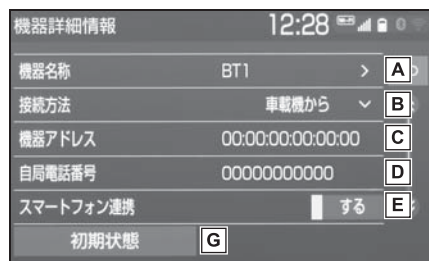 機器詳細情報 12:28
機器名称 BT1 > A
接続方法 車載機から B
機器アドレス 00:00:00:00:00:00 C
自局電話番号 00000000000 D
スマートフォン連携 する E
初期状態 G